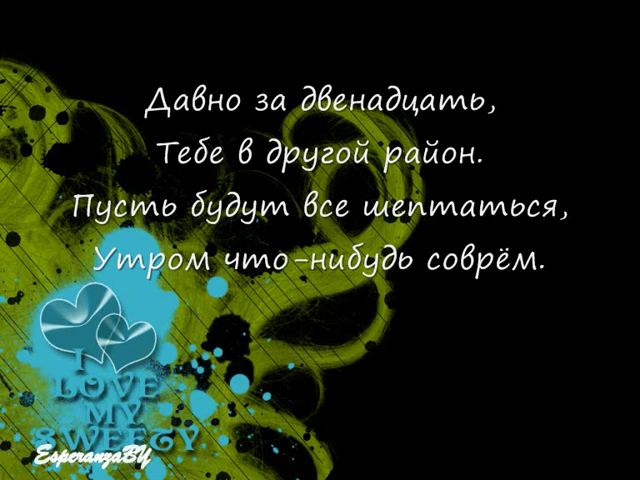 Давно за двенадцать,
Тебе в другой район.
Пусть будут все шептаться,
Утром что-нибудь соврём.
I
LOVE
MY
SWEETY
EsperanzaBY